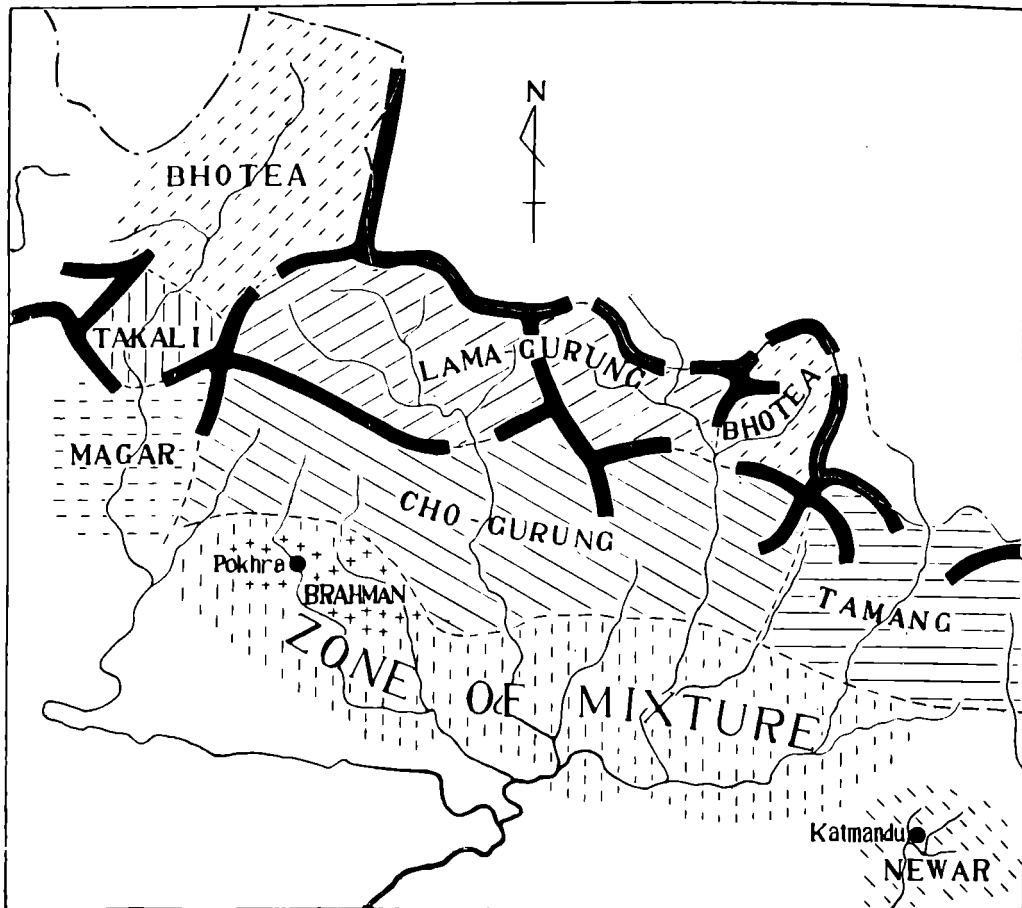 N
BHOTEA
TAKALI
LAMA-GURUNG
BHOTEA
MAGAR
CHO-GURUNG
Pokhra
BRAHMAN
TAMANG
ZONE OF MIXTURE
Katmandu
NEWAR